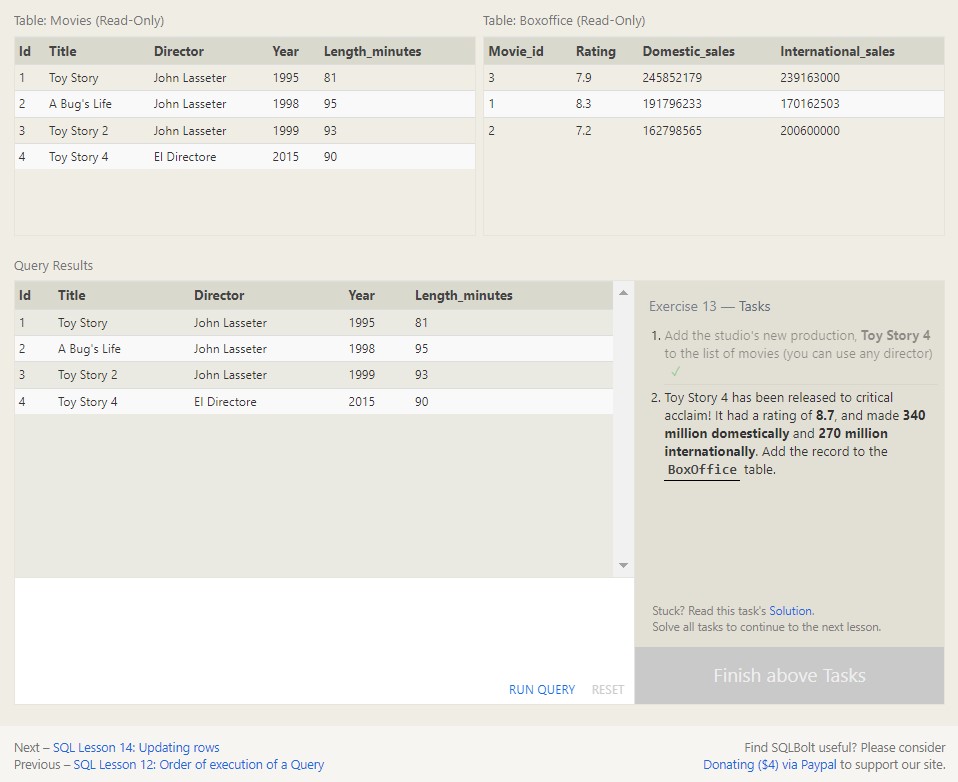 Table: Movies (Read-Only)
Id Title Director Year Length_minutes
1 Toy Story John Lasseter 1995 81
2 A Bug's Life John Lasseter 1998 95
3 Toy Story 2 John Lasseter 1999 93
4 Toy Story 4 El Directore 2015 90
Table: Boxoffice (Read-Only)
Movie_id Rating Domestic_sales International_sales
3 7.9 245852179 239163000
1 8.3 191796233 170162503
2 7.2 162798565 200600000
Query Results
Id Title Director Year Length_minutes
1 Toy Story John Lasseter 1995 81
2 A Bug's Life John Lasseter 1998 95
3 Toy Story 2 John Lasseter 1999 93
4 Toy Story 4 El Directore 2015 90
RUN QUERY RESET
Exercise 13 — Tasks
1. Add the studio's new production, Toy Story 4
to the list of movies (you can use any director)
✓
2. Toy Story 4 has been released to critical
acclaim! It had a rating of 8.7, and made 340
million domestically and 270 million
internationally. Add the record to the
BoxOffice table.
Stuck? Read this task's Solution.
Solve all tasks to continue to the next lesson.
Finish above Tasks
Next – SQL Lesson 14: Updating rows
Previous – SQL Lesson 12: Order of execution of a Query
Find SQLBolt useful? Please consider
Donating ($4) via Paypal to support our site.